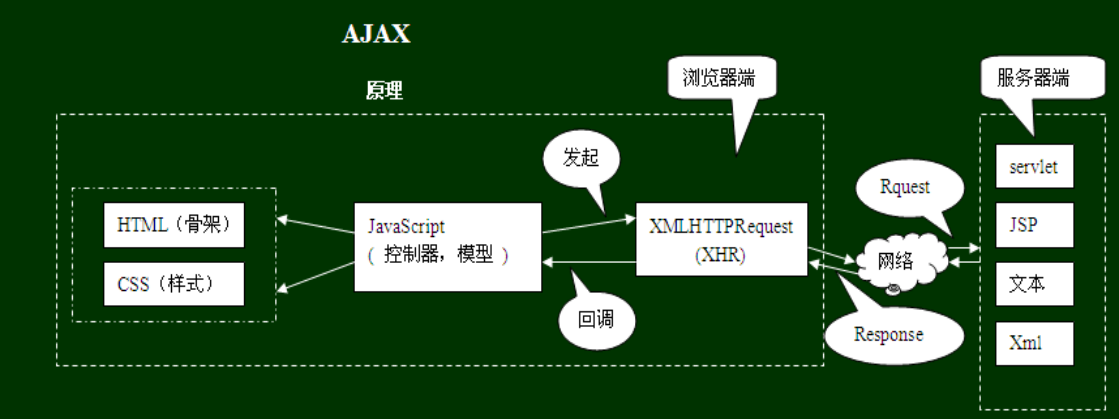 AJAX
原理
浏览器端
服务器端
发起
servlet
Rquest
HTML（骨架）
JavaScript
( 控制器，模型 )
XMLHTTPRequest
(XHR)
JSP
网络
CSS（样式）
文本
回调
Response
Xml